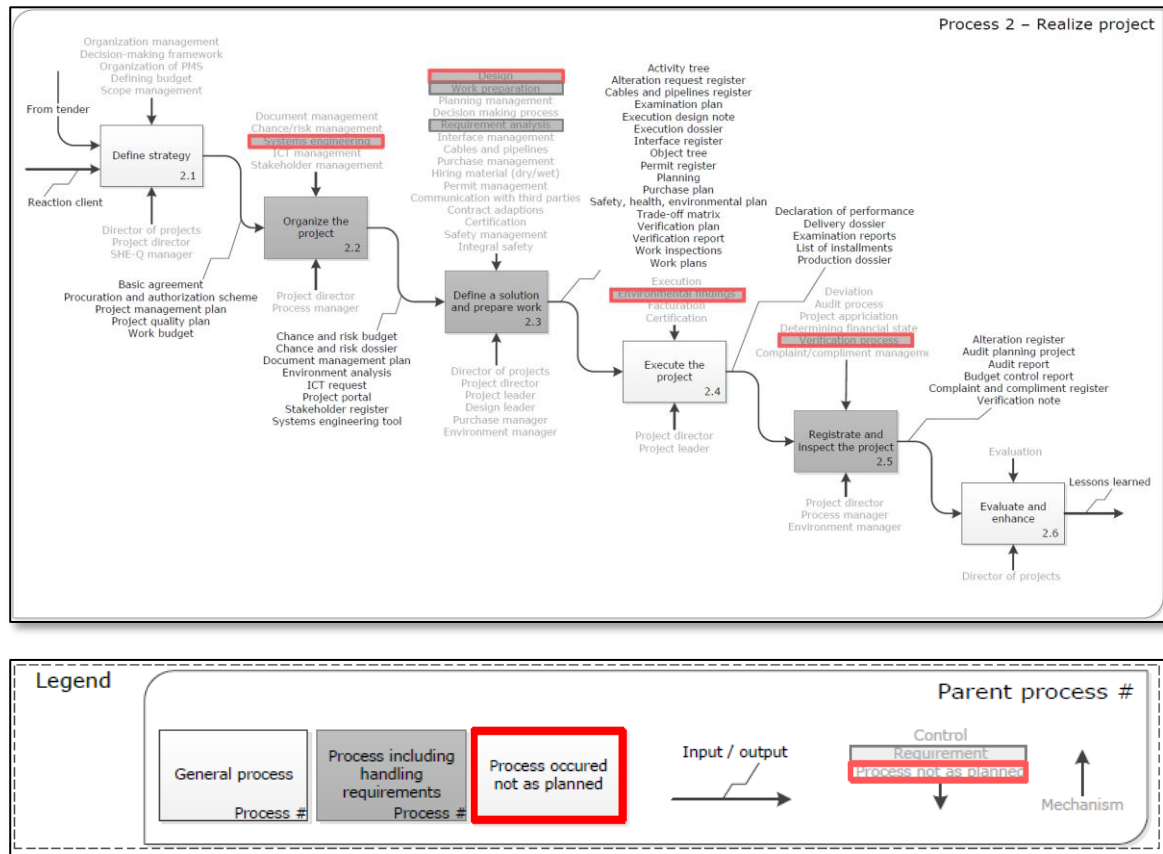 Process 2 – Realize project
Organization management
Decision-making framework
Organization of PMS
Defining budget
Scope management
From tender
Define strategy
2.1
Reaction client
Director of projects
Project director
SHE-Q manager
Basic agreement
Procuration and authorization scheme
Project management plan
Project quality plan
Work budget
Document management
Chance/risk management
Systems engineering
ICT management
Stakeholder management
Organize the
project
2.2
Project director
Process manager
Chance and risk budget
Chance and risk dossier
Document management plan
Environment analysis
ICT request
Project portal
Stakeholder register
Systems engineering tool
Design
Work preparation
Planning management
Decision making process
Requirement analysis
Interface management
Cables and pipelines
Purchase management
Hiring material (dry/wet)
Permit management
Communication with third parties
Contract adaptions
Certification
Safety management
Integral safety
Define a solution
and prepare work
2.3
Director of projects
Project director
Project leader
Design leader
Purchase manager
Environment manager
Activity tree
Alteration request register
Cables and pipelines register
Examination plan
Execution design note
Execution dossier
Interface register
Object tree
Permit register
Planning
Purchase plan
Safety, health, environmental plan
Trade-off matrix
Verification plan
Verification report
Work inspections
Work plans
Execution
Environmental findings
Facturation
Certification
Execute the
project
2.4
Project director
Project leader
Declaration of performance
Delivery dossier
Examination reports
List of installments
Production dossier
Deviation
Audit process
Project appriciation
Determining financial state
Verification process
Complaint/compliment manageme
Registrate and
inspect the project
2.5
Project director
Process manager
Environment manager
Alteration register
Audit planning project
Audit report
Budget control report
Complaint and compliment register
Verification note
Evaluation
Evaluate and
enhance
2.6
Lessons learned
Director of projects
Legend
Parent process #
General process
Process #
Process including
handling
requirements
Process #
Process occured
not as planned
Input / output
Control
Requirement
Process not as planned
Mechanism